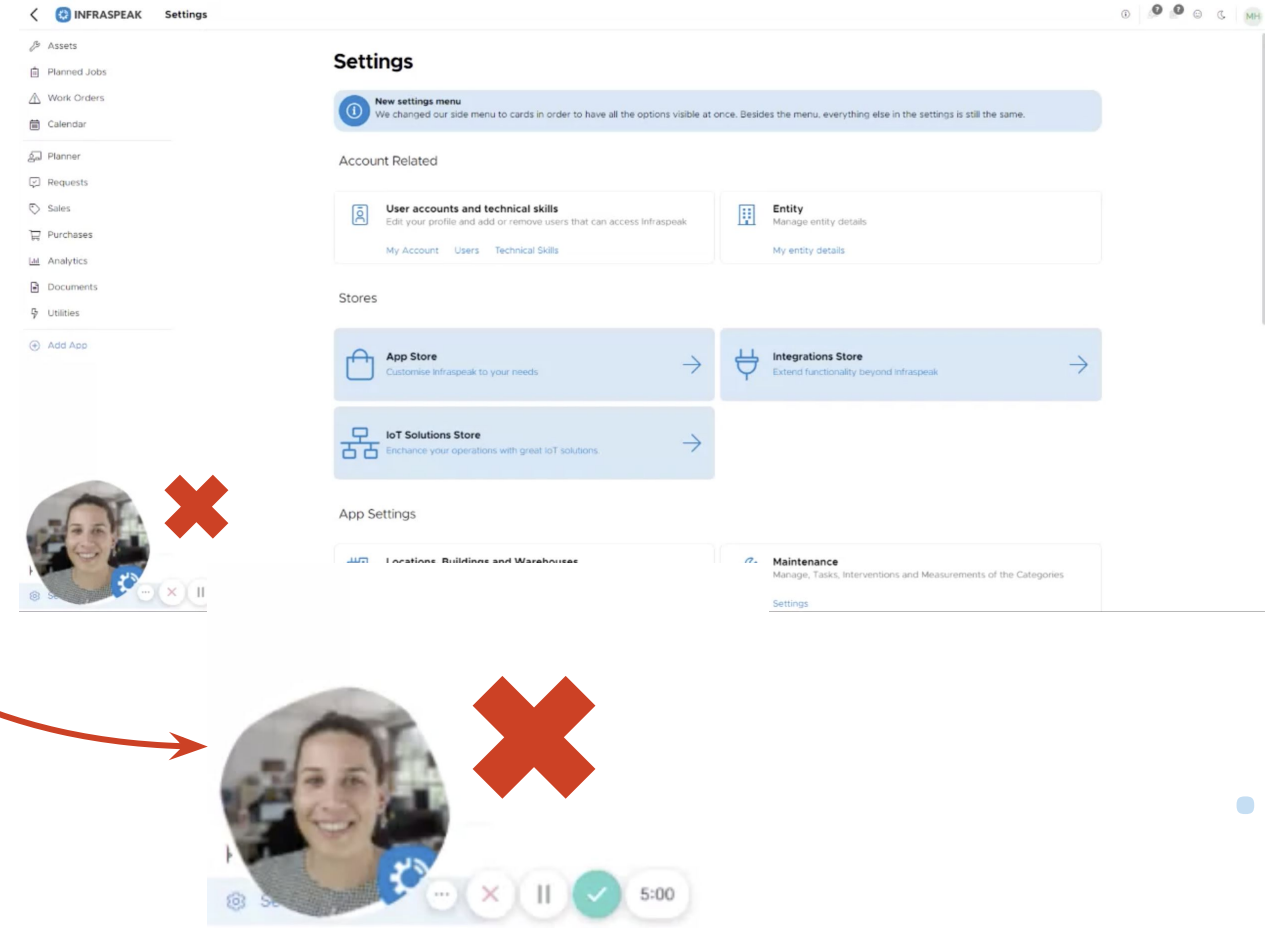 INFRASPEAK Settings
? ?
MH
Assets
Planned Jobs
Work Orders
Calendar
Planner
Requests
Sales
Purchases
Analytics
Documents
Utilities
Add App
Settings
New settings menu
We changed our side menu to cards in order to have all the options visible at once. Besides the menu, everything else in the settings is still the same.
Account Related
User accounts and technical skills
Edit your profile and add or remove users that can access Infraspeak
My Account Users Technical Skills
Entity
Manage entity details
My entity details
Stores
App Store
Customise Infraspeak to your needs
Integrations Store
Extend functionality beyond Infraspeak
IoT Solutions Store
Enchance your operations with great IoT solutions.
App Settings
Locations, Buildings and Warehouses
Maintenance
Manage, Tasks, Interventions and Measurements of the Categories
Settings
5:00